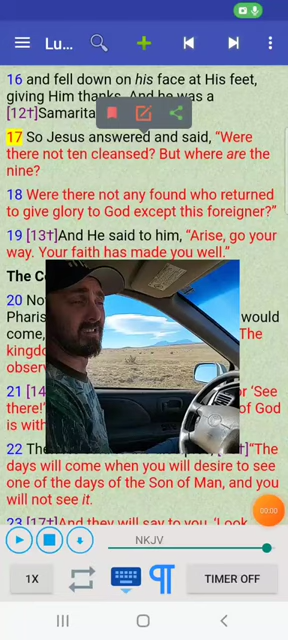 Lu...
16 and fell down on his face at His feet,
giving Him thanks. And he was a
[12†]Samarita
17 So Jesus answered and said, “Were
there not ten cleansed? But where are the
nine?
18 Were there not any found who returned
to give glory to God except this foreigner?”
19 [13†]And He said to him, “Arise, go your
way. Your faith has made you well.”
The Co
20 No
Pharis would
come, The
kingdo
observ
21 [14 or ‘See
there!’ of God
is with
22 The “The
days will come when you will desire to see
one of the days of the Son of Man, and you
will not see it.
23 [17†]And they will say to you, ‘Look
00:00
NKJV
1X
TIMER OFF